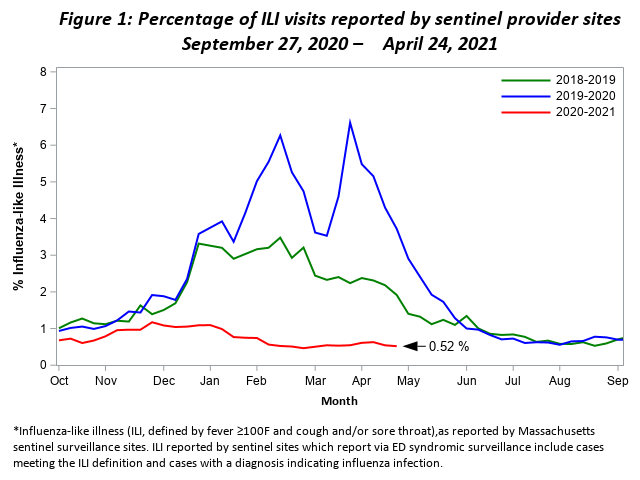 Figure 1: Percentage of ILI visits reported by sentinel provider sites
September 27, 2020 – April 24, 2021
8
7
6
5
4
3
2
1
0
% Influenza-like Illness*
2018-2019
2019-2020
2020-2021
0.52 %
Oct Nov Dec Jan Feb Mar Apr May Jun Jul Aug Sep
Month
*Influenza-like illness (ILI, defined by fever ≥100F and cough and/or sore throat),as reported by Massachusetts
sentinel surveillance sites. ILI reported by sentinel sites which report via ED syndromic surveillance include cases
meeting the ILI definition and cases with a diagnosis indicating influenza infection.